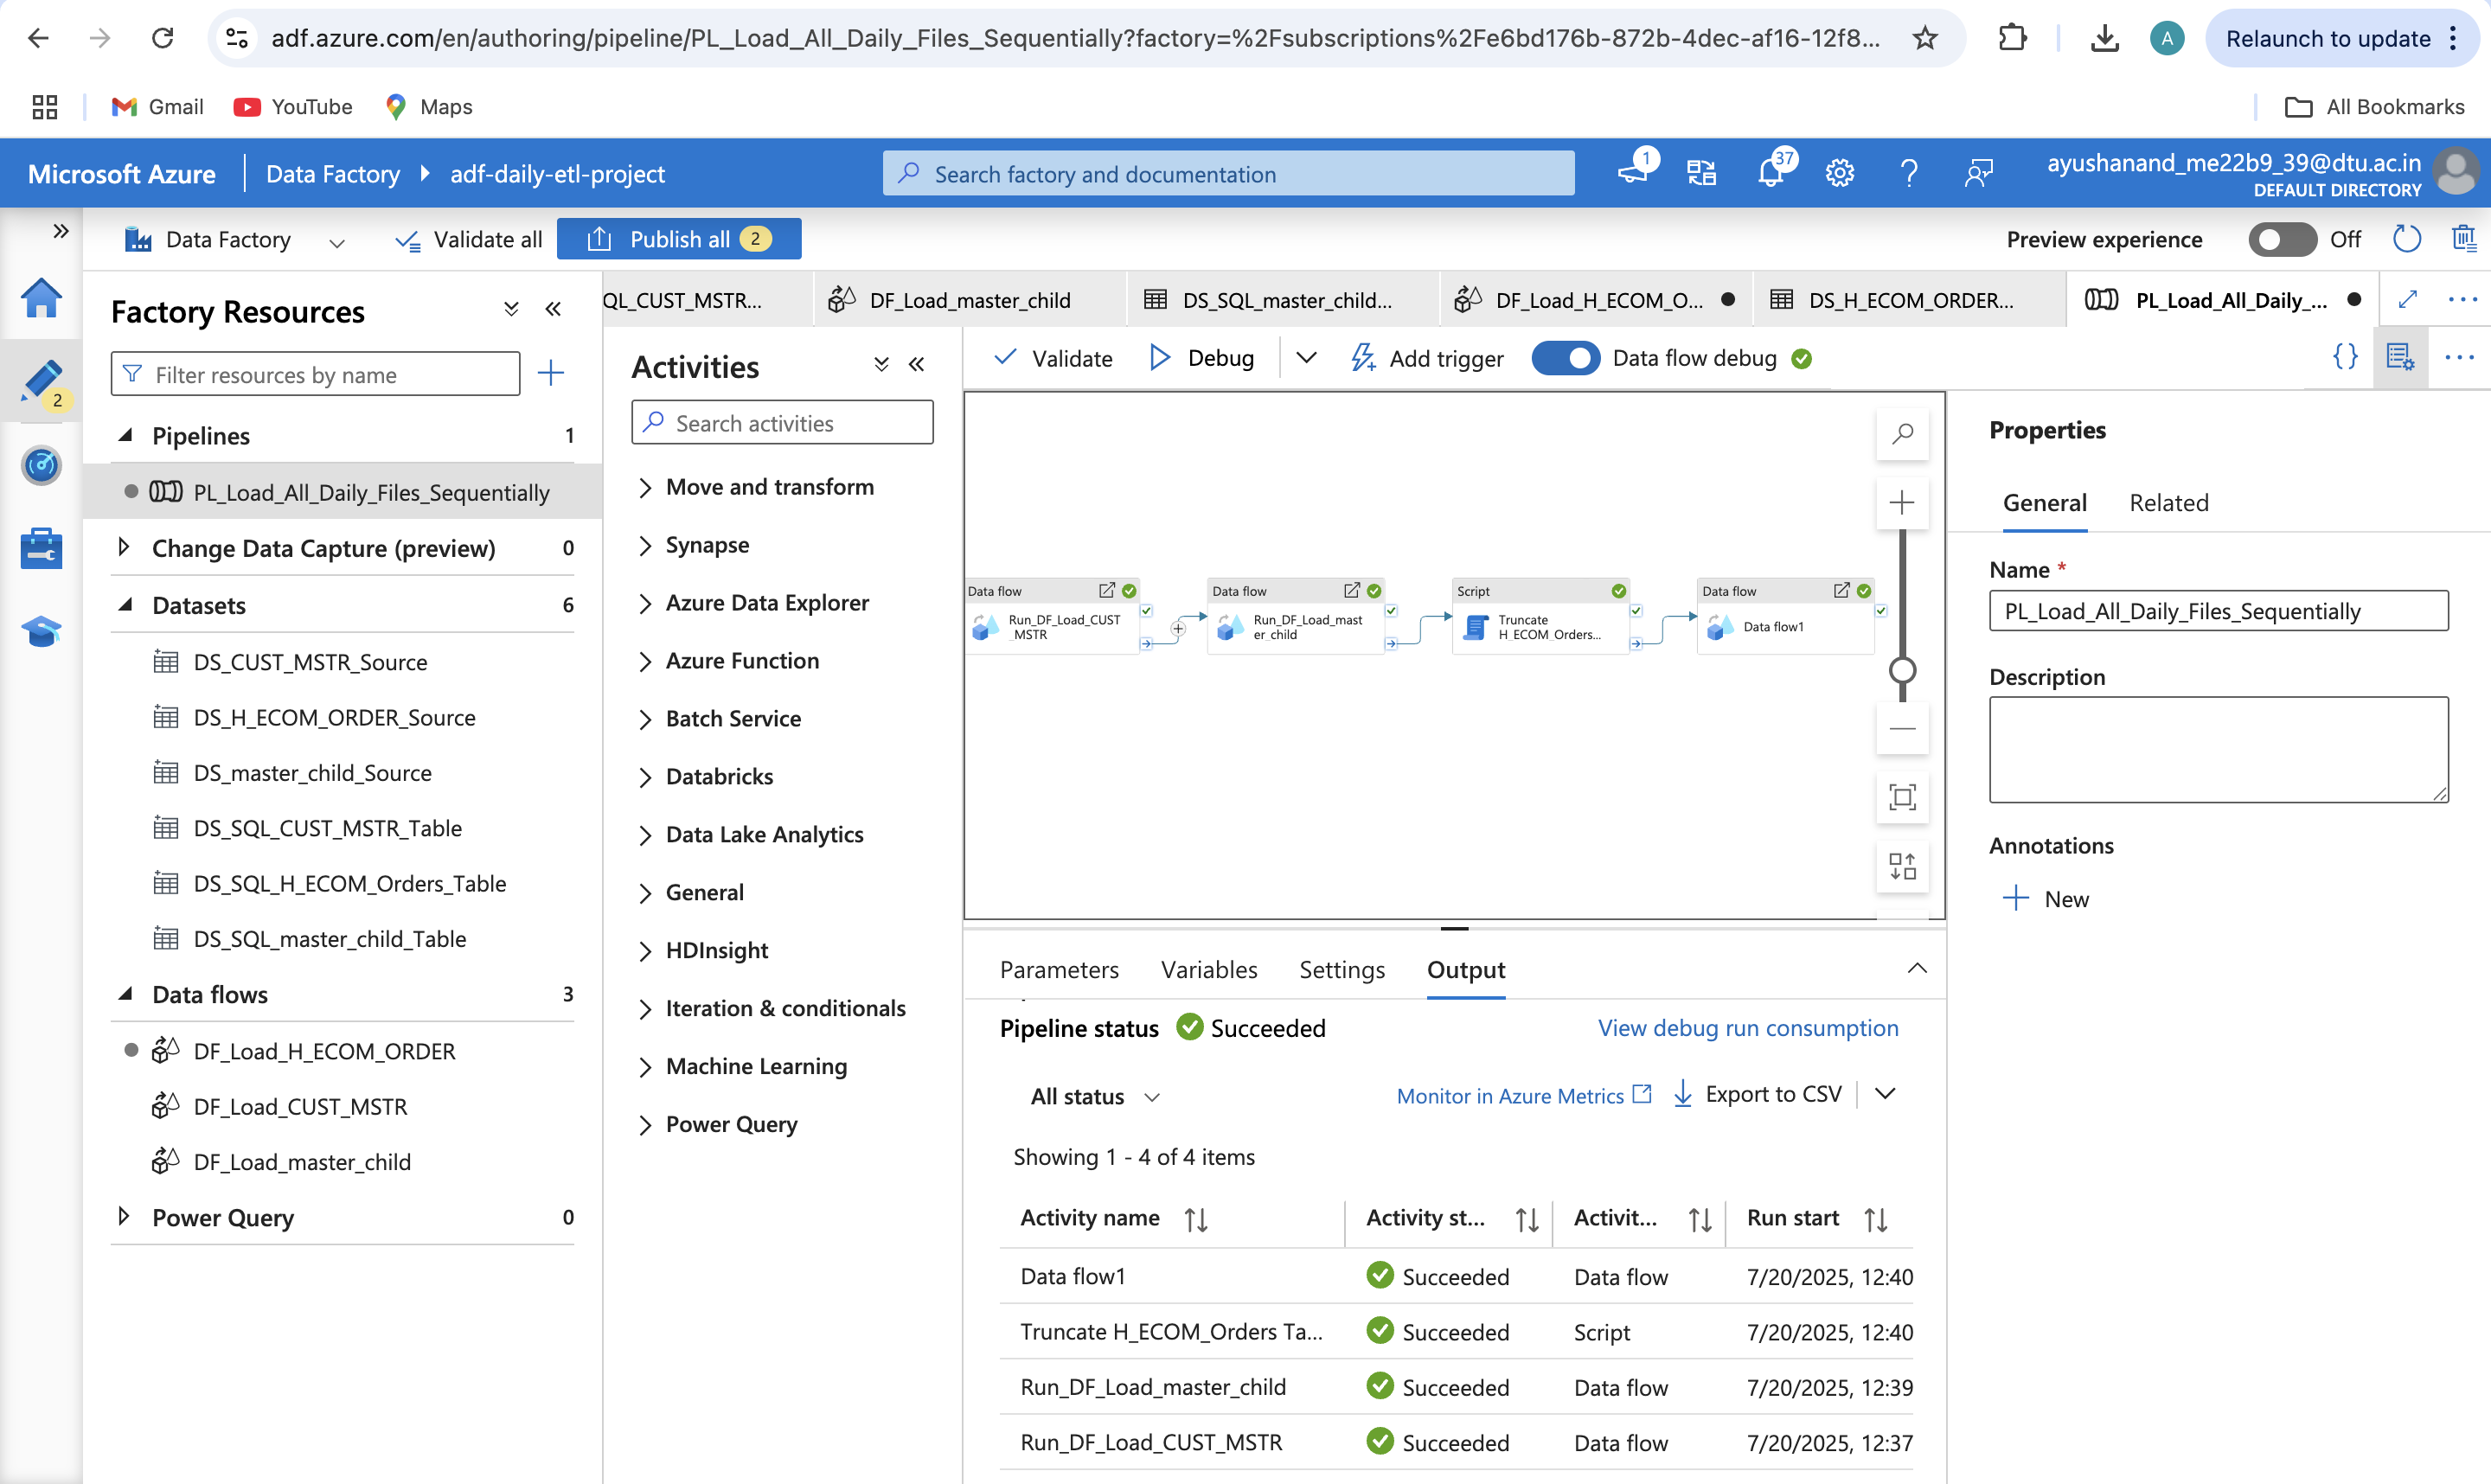 adf.azure.com/en/authoring/pipeline/PL_Load_All_Daily_Files_Sequentially?factory=%2Fsubscriptions%2Fe6bd176b-872b-4dec-af16-12f8...
A
Relaunch to update
Gmail
YouTube
Maps
All Bookmarks
Microsoft Azure
Data Factory
adf-daily-etl-project
Search factory and documentation
1
37
ayushanand_me22b9_39@dtu.ac.in
DEFAULT DIRECTORY
Data Factory
Validate all
Publish all 2
Preview experience
Off
2
Factory Resources
Filter resources by name
Pipelines 1
PL_Load_All_Daily_Files_Sequentially
Change Data Capture (preview) 0
Datasets 6
DS_CUST_MSTR_Source
DS_H_ECOM_ORDER_Source
DS_master_child_Source
DS_SQL_CUST_MSTR_Table
DS_SQL_H_ECOM_Orders_Table
DS_SQL_master_child_Table
Data flows 3
DF_Load_H_ECOM_ORDER
DF_Load_CUST_MSTR
DF_Load_master_child
Power Query 0
QL_CUST_MSTR...
DF_Load_master_child
DS_SQL_master_child...
DF_Load_H_ECOM_O...
DS_H_ECOM_ORDER...
PL_Load_All_Daily_...
Activities
Search activities
Move and transform
Synapse
Azure Data Explorer
Azure Function
Batch Service
Databricks
Data Lake Analytics
General
HDInsight
Iteration & conditionals
Machine Learning
Power Query
Validate
Debug
Add trigger
Data flow debug
{}
Data flow
Run_DF_Load_CUST
_MSTR
Data flow
Run_DF_Load_mast
er_child
Script
Truncate
H_ECOM_Orders...
Data flow
Data flow1
Parameters
Variables
Settings
Output
Pipeline status
Succeeded
View debug run consumption
All status
Monitor in Azure Metrics
Export to CSV
Showing 1 - 4 of 4 items
Activity name Activity st... Activit... Run start
Data flow1 Succeeded Data flow 7/20/2025, 12:40
Truncate H_ECOM_Orders Ta... Succeeded Script 7/20/2025, 12:40
Run_DF_Load_master_child Succeeded Data flow 7/20/2025, 12:39
Run_DF_Load_CUST_MSTR Succeeded Data flow 7/20/2025, 12:37
Properties
General
Related
Name *
PL_Load_All_Daily_Files_Sequentially
Description
Annotations
New